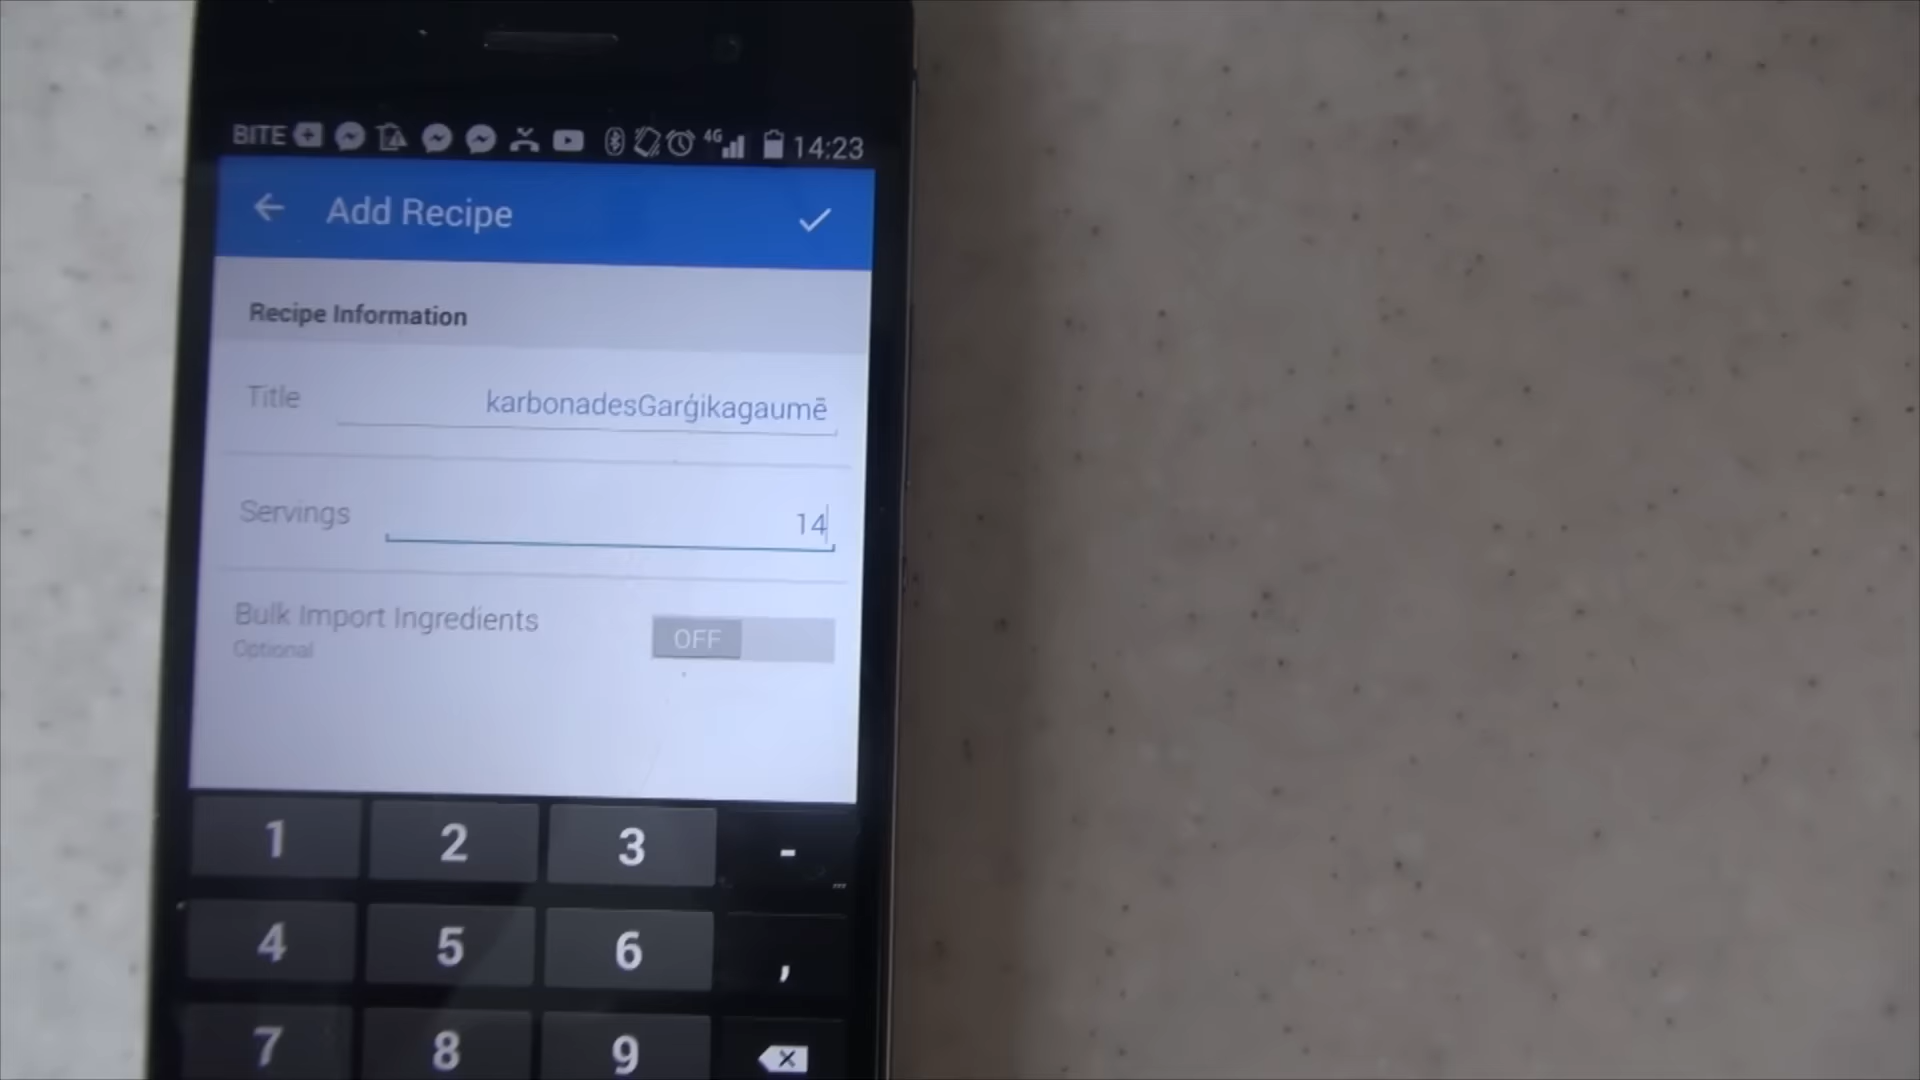 BITE 4G 14:23
Add Recipe
Recipe Information
Title karbonadesGarģikagaumē
Servings 14
Bulk Import Ingredients
Optional
OFF
1 2 3 -
...
4 5 6 ,
7 8 9